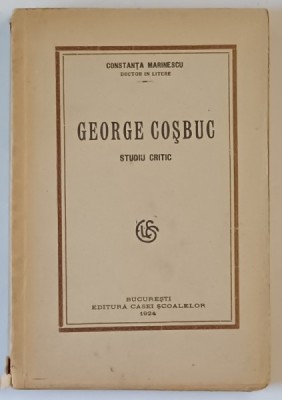 CONSTANȚA MARINESCU
DOCTOR IN LITERE
GEORGE COȘBUC
STUDIU CRITIC
BUCUREȘTI
EDITURA CASEI ȘCOALELOR
1924